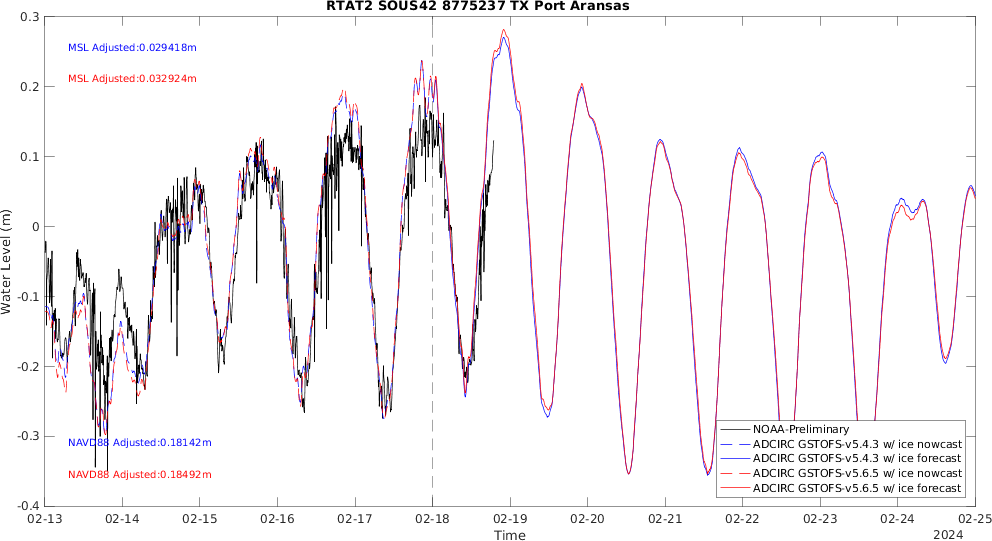 RTAT2 SOUS42 8775237 TX Port Aransas
Water Level (m)
0.3
0.2
0.1
0
-0.1
-0.2
-0.3
-0.4
MSL Adjusted:0.029418m
MSL Adjusted:0.032924m
NAVD88 Adjusted:0.18142m
NAVD88 Adjusted:0.18492m
NOAA-Preliminary
ADCIRC GSTOFS-v5.4.3 w/ ice nowcast
ADCIRC GSTOFS-v5.4.3 w/ ice forecast
ADCIRC GSTOFS-v5.6.5 w/ ice nowcast
ADCIRC GSTOFS-v5.6.5 w/ ice forecast
02-13 02-14 02-15 02-16 02-17 02-18 02-19 02-20 02-21 02-22 02-23 02-24 02-25
Time
2024